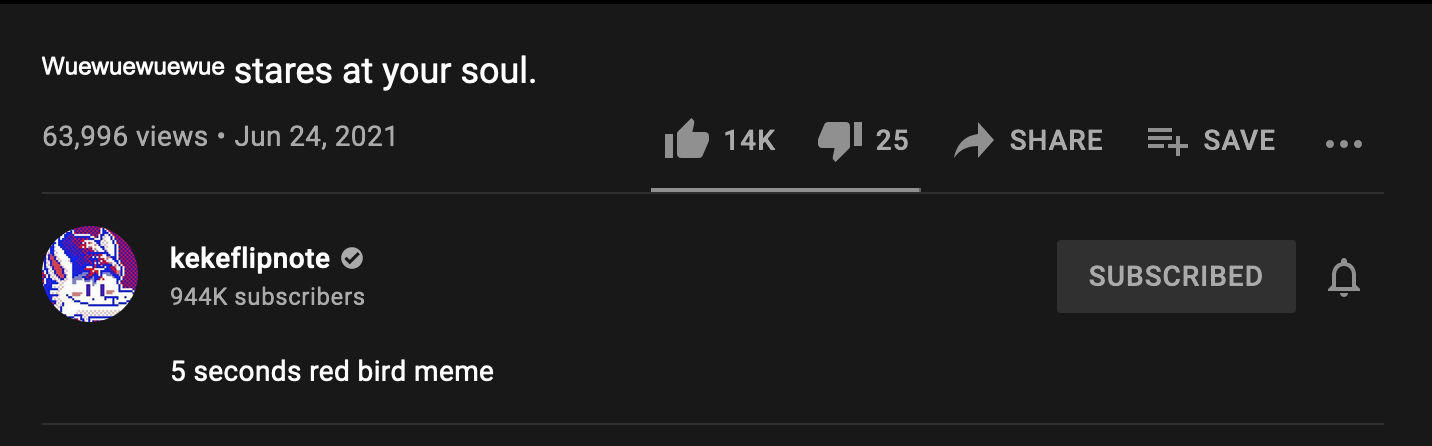 ᵂᵘᵉʷᵘᵉʷᵘᵉʷᵘᵉ stares at your soul.
63,996 views • Jun 24, 2021
14K 25 SHARE SAVE ...
kekeflipnote
944K subscribers
SUBSCRIBED
5 seconds red bird meme